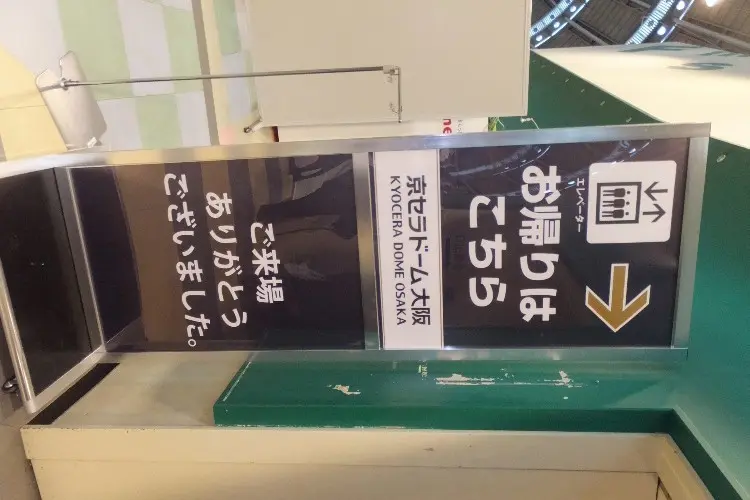 エレベーター
お帰りは
こちら
京セラドーム大阪
KYOCERA DOME OSAKA
ご来場
ありがとう
ございました。